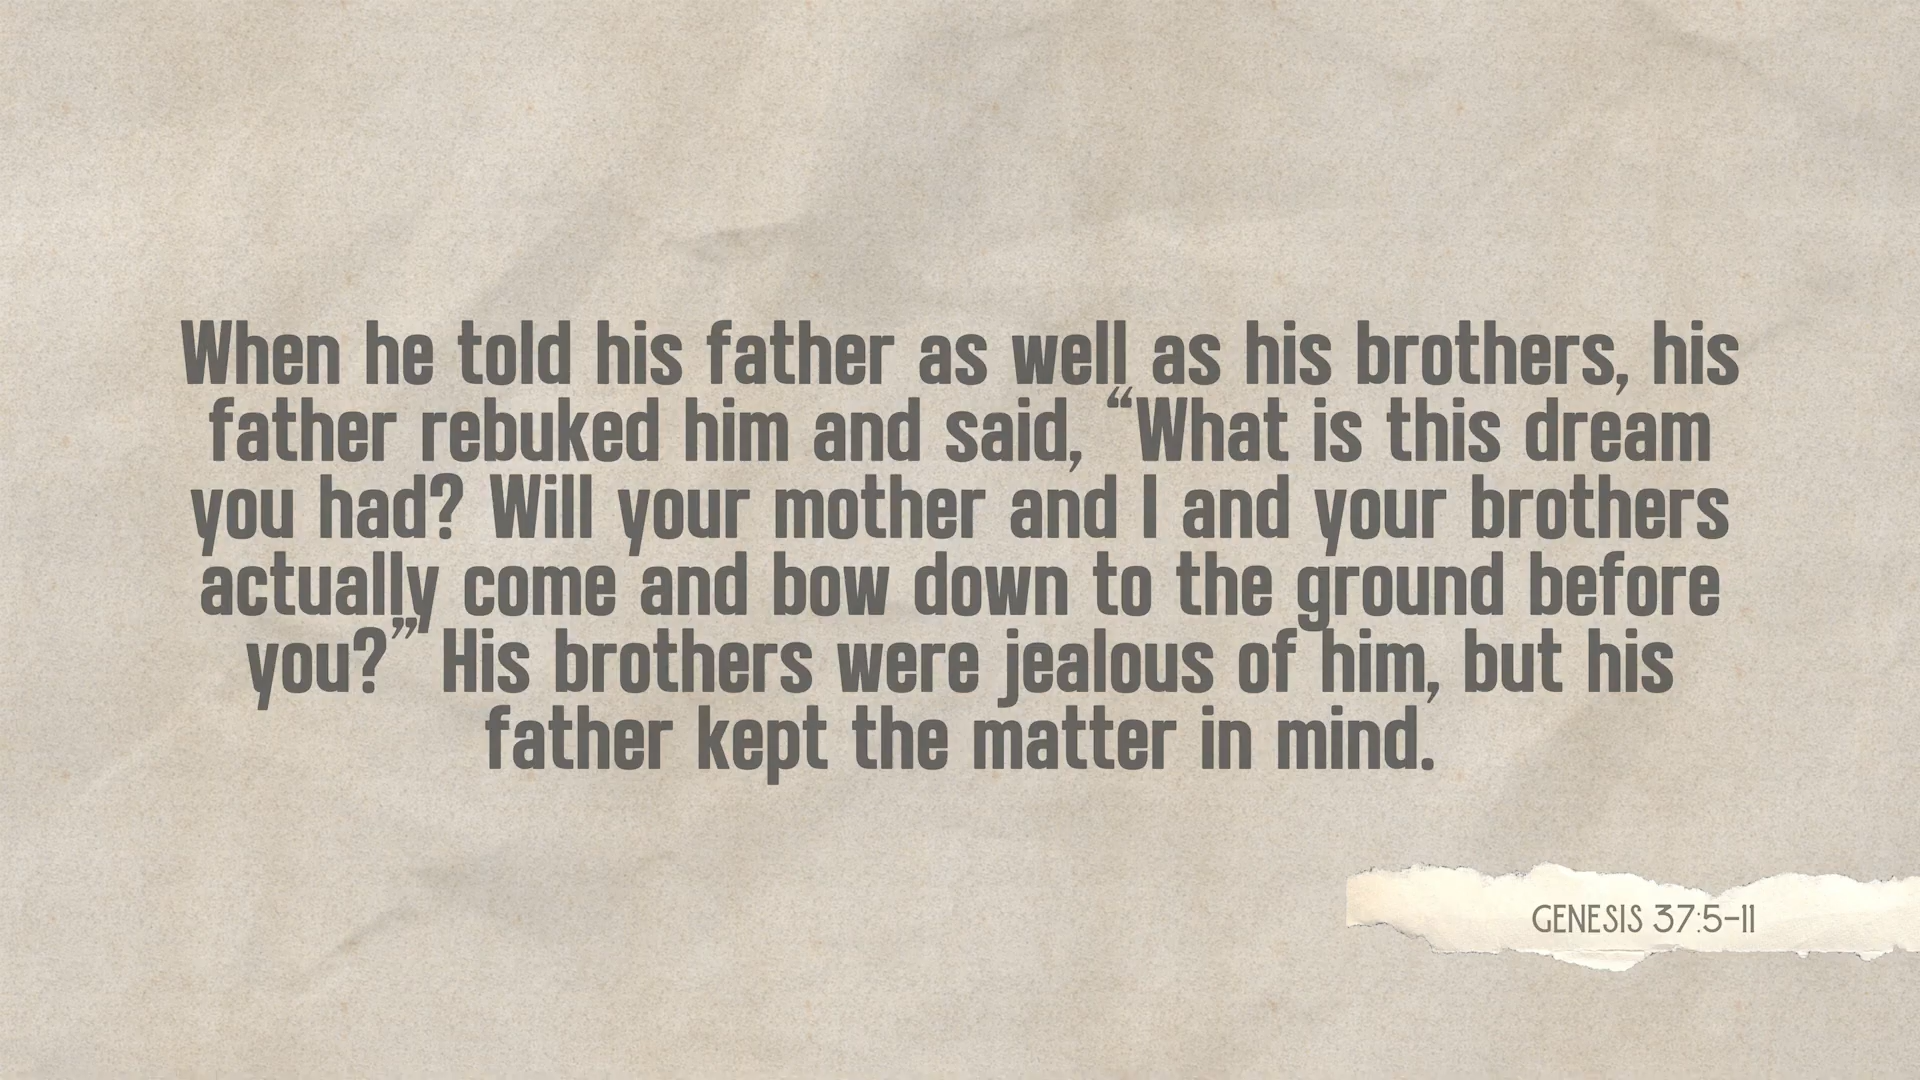 When he told his father as well as his brothers, his
father rebuked him and said, “What is this dream
you had? Will your mother and I and your brothers
actually come and bow down to the ground before
you?” His brothers were jealous of him, but his
father kept the matter in mind.
GENESIS 37:5-11